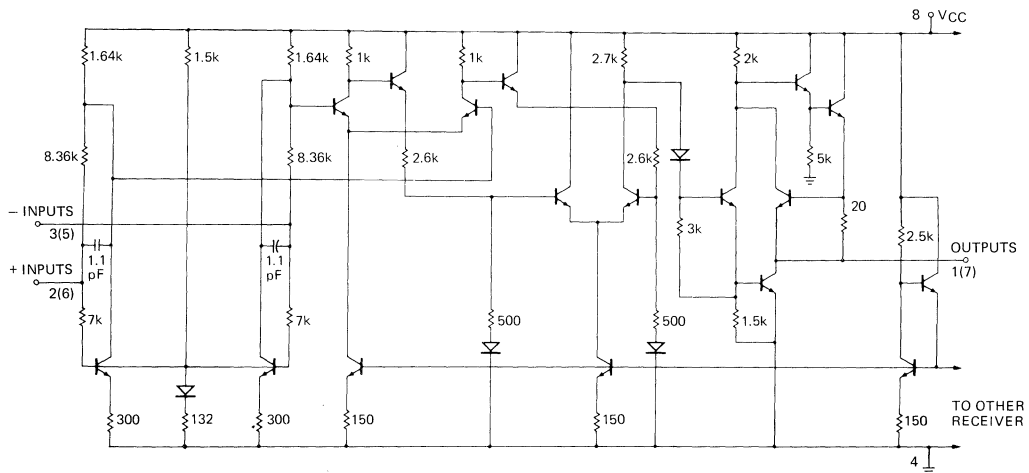 8 VCC
1.64k
1.5k
1.64k
1k
1k
2.7k
2k
8.36k
8.36k
2.6k
2.6k
5k
3k
20
2.5k
– INPUTS
3(5)
1.1
pF
1.1
pF
+ INPUTS
2(6)
OUTPUTS
1(7)
7k
7k
500
500
1.5k
300
132
300
150
150
150
TO OTHER
RECEIVER
4